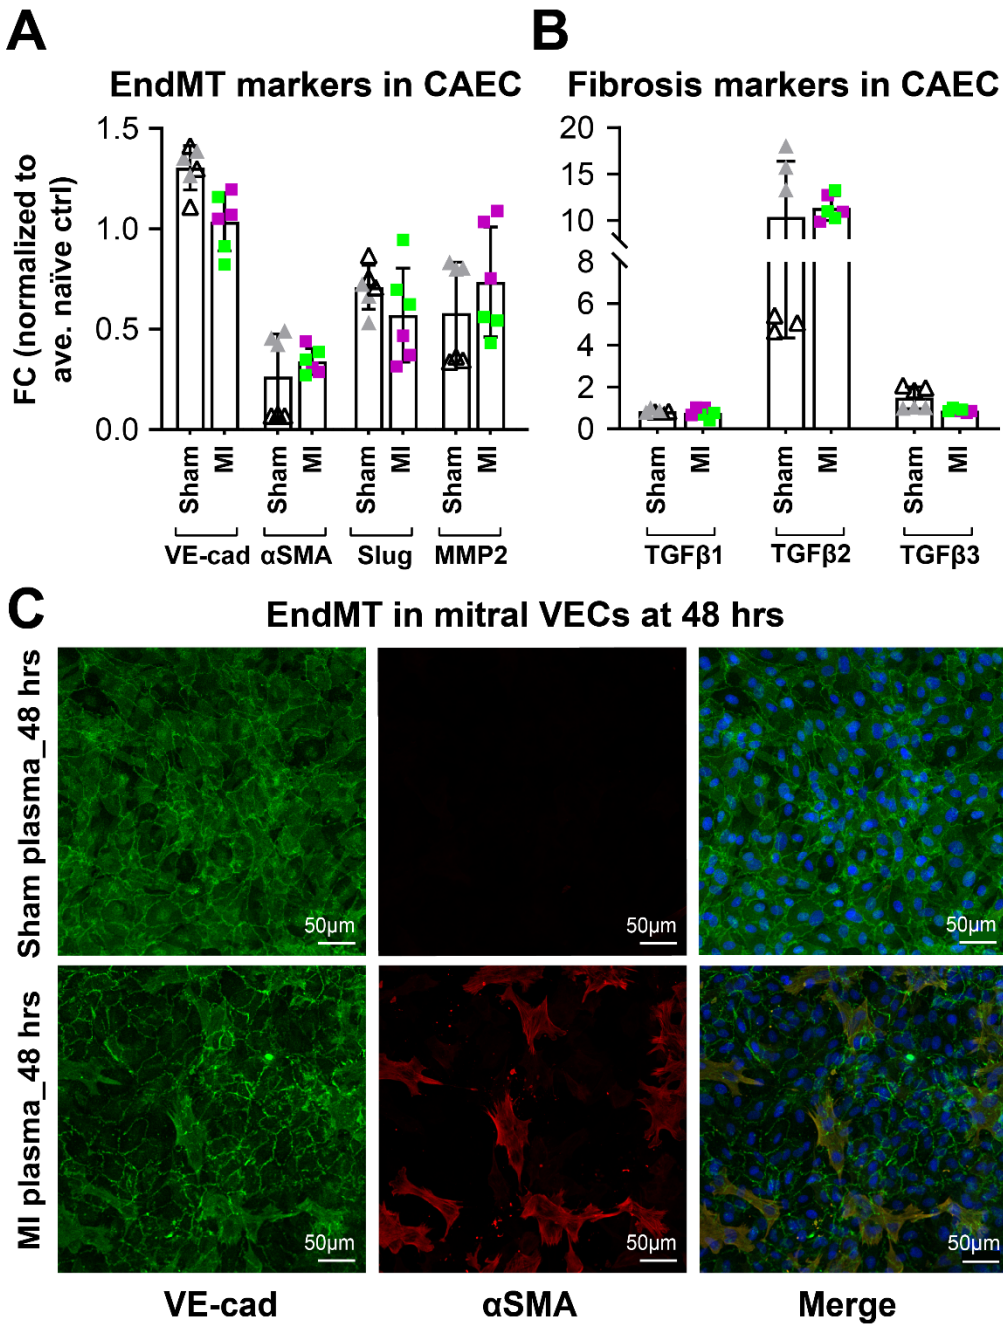 A
B
EndMT markers in CAEC
Fibrosis markers in CAEC
FC (normalized to
ave. naïve ctrl)
1.5
1.0
0.5
0.0
Sham
MI
Sham
MI
Sham
MI
Sham
MI
VE-cad
αSMA
Slug
MMP2
20
15
10
8
6
4
2
0
Sham
MI
Sham
MI
Sham
MI
TGFβ1
TGFβ2
TGFβ3
C
EndMT in mitral VECs at 48 hrs
Sham plasma_48 hrs
50μm
50μm
50μm
MI plasma_48 hrs
50μm
50μm
50μm
VE-cad
αSMA
Merge